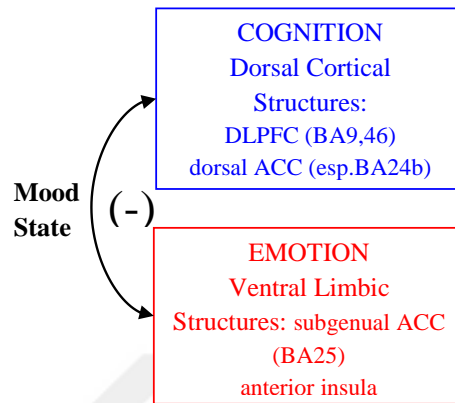 COGNITION
Dorsal Cortical
Structures:
DLPFC (BA9,46)
dorsal ACC (esp.BA24b)
Mood
State
(-)
EMOTION
Ventral Limbic
Structures: subgenual ACC
(BA25)
anterior insula